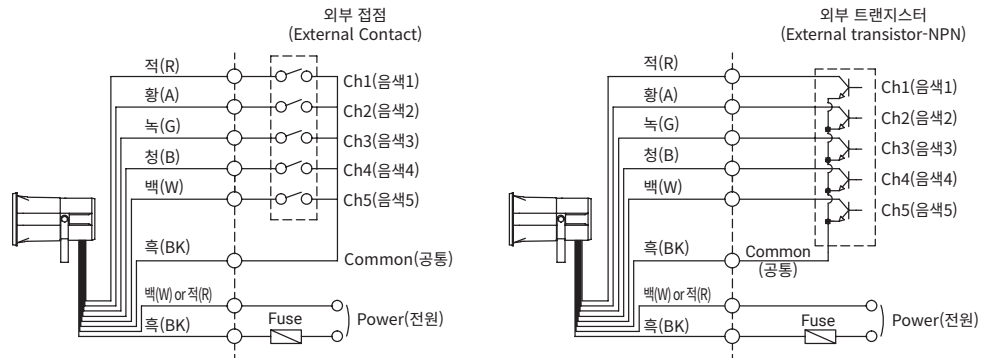 외부 접점
(External Contact)
적(R)
Ch1(음색1)
황(A)
Ch2(음색2)
녹(G)
Ch3(음색3)
청(B)
Ch4(음색4)
백(W)
Ch5(음색5)
흑(BK)
Common(공통)
백(W) or 적(R)
Fuse
Power(전원)
흑(BK)
외부 트랜지스터
(External transistor-NPN)
적(R)
Ch1(음색1)
황(A)
Ch2(음색2)
녹(G)
Ch3(음색3)
청(B)
Ch4(음색4)
백(W)
Ch5(음색5)
흑(BK)
Common
(공통)
백(W) or 적(R)
Fuse
Power(전원)
흑(BK)